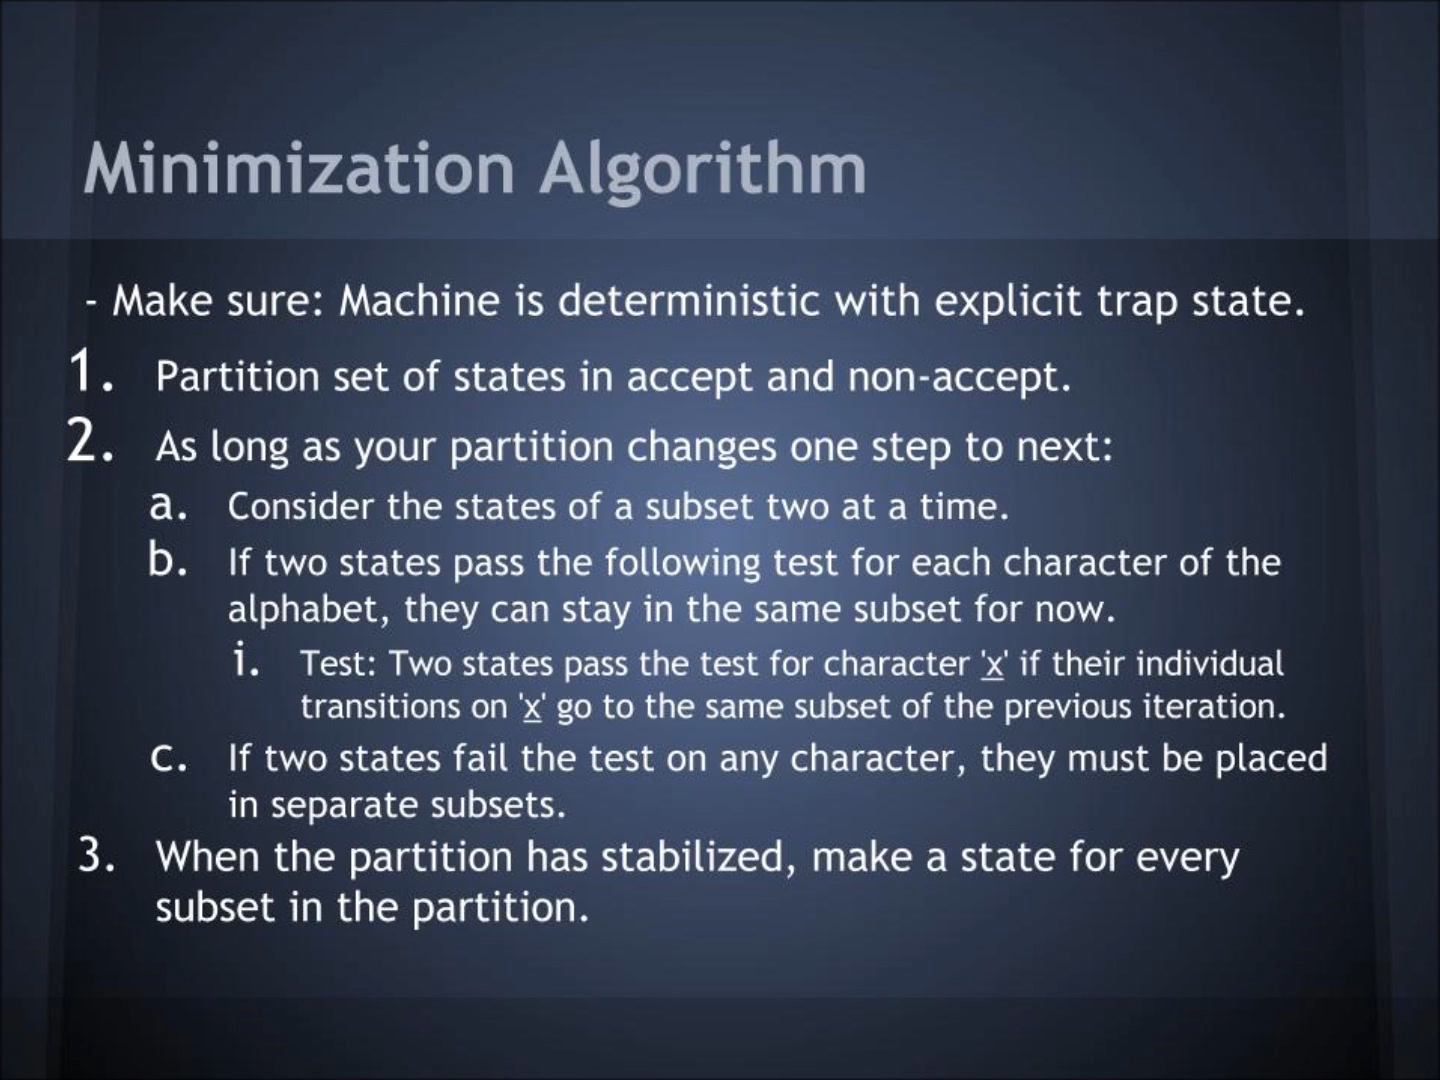 Minimization Algorithm
- Make sure: Machine is deterministic with explicit trap state.
1. Partition set of states in accept and non-accept.
2. As long as your partition changes one step to next:
a. Consider the states of a subset two at a time.
b. If two states pass the following test for each character of the
alphabet, they can stay in the same subset for now.
i. Test: Two states pass the test for character 'x' if their individual
transitions on 'x' go to the same subset of the previous iteration.
c. If two states fail the test on any character, they must be placed
in separate subsets.
3. When the partition has stabilized, make a state for every
subset in the partition.